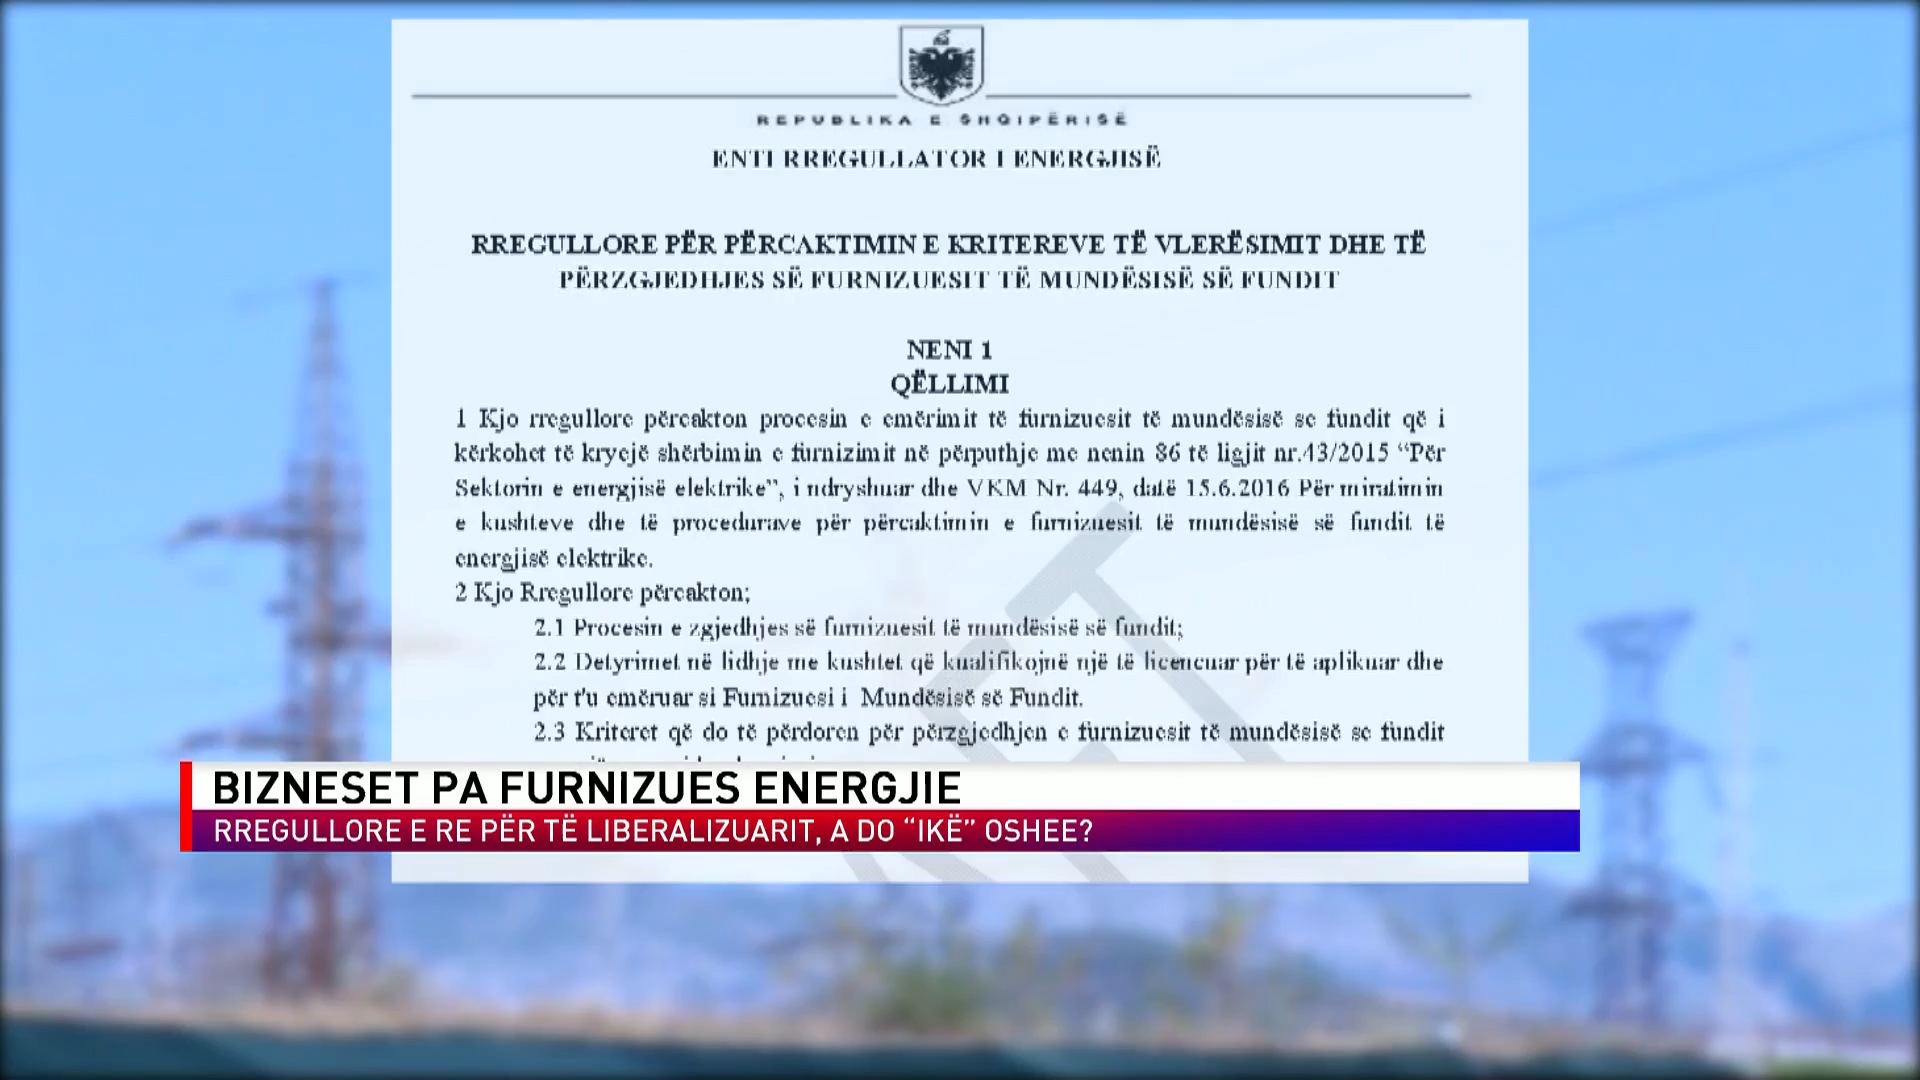 REPUBLIKA E SHQIPËRISË
ENTI RREGULLATOR I ENERGJISË
RREGULLORE PËR PËRCAKTIMIN E KRITEREVE TË VLERËSIMIT DHE TË
PËRZGJEDHJES SË FURNIZUESIT TË MUNDËSISË SË FUNDIT
NENI 1
QËLLIMI
1 Kjo rregullore përcakton procesin e emërimit të furnizuesit të mundësisë se fundit që i
kërkohet të kryejë shërbimin e furnizimit në përputhje me nenin 86 të ligjit nr.43/2015 “Për
Sektorin e energjisë elektrike”, i ndryshuar dhe VKM Nr. 449, datë 15.6.2016 Për miratimin
e kushteve dhe të procedurave për përcaktimin e furnizuesit të mundësisë së fundit të
energjisë elektrike.
2 Kjo Rregullore përcakton;
2.1 Procesin e zgjedhjes së furnizuesit të mundësisë së fundit;
2.2 Detyrimet në lidhje me kushtet që kualifikojnë një të licencuar për të aplikuar dhe
për t'u emëruar si Furnizuesi i Mundësisë së Fundit.
2.3 Kriteret që do të përdoren për përzgjedhjen e furnizuesit të mundësisë se fundit
BIZNESET PA FURNIZUES ENERGJIE
RREGULLORE E RE PËR TË LIBERALIZUARIT, A DO “IKË” OSHEE?